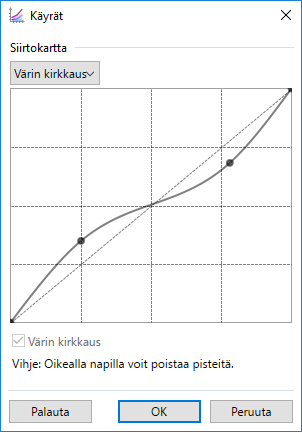 Käyrät
Siirtokartta
Värin kirkkaus
Värin kirkkaus
Vihje: Oikealla napilla voit poistaa pisteitä.
Palauta OK Peruuta